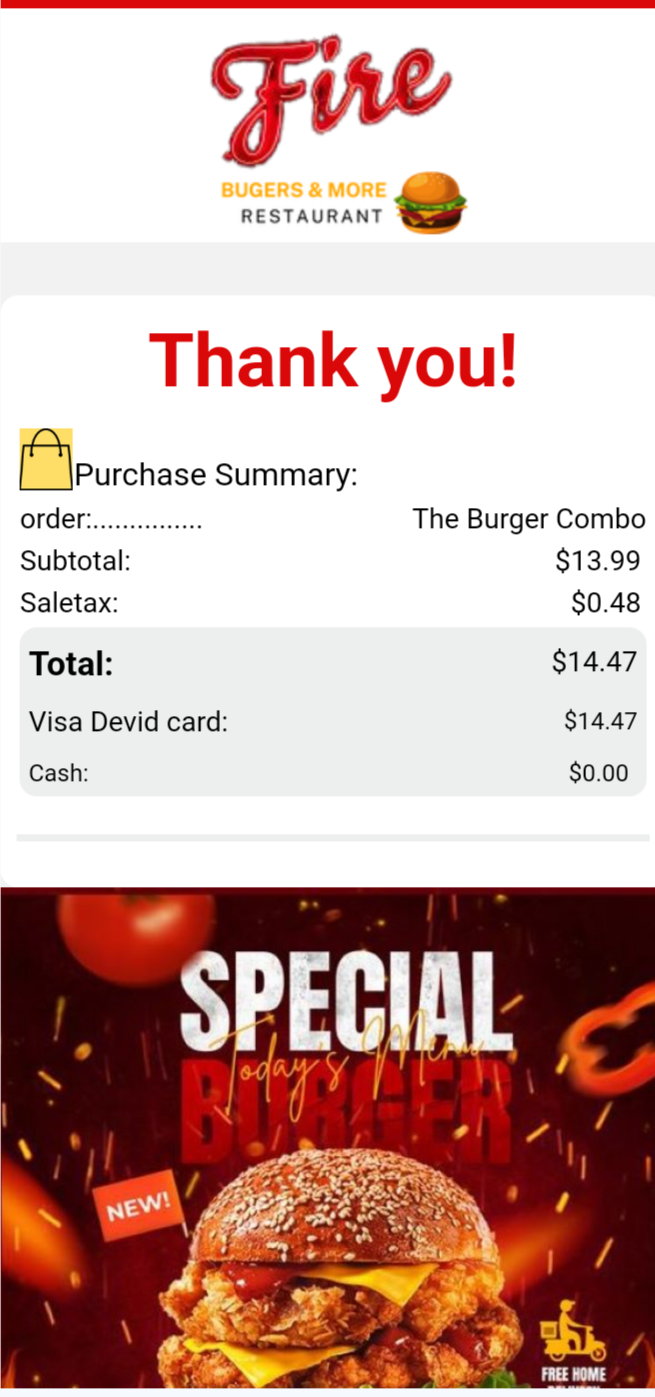 Fire
BUGERS & MORE
RESTAURANT
Thank you!
Purchase Summary:
order:............... The Burger Combo
Subtotal: $13.99
Saletax: $0.48
Total: $14.47
Visa Devid card: $14.47
Cash: $0.00
SPECIAL
Today's Menu
BURGER
NEW!
FREE HOME
DELIVERY